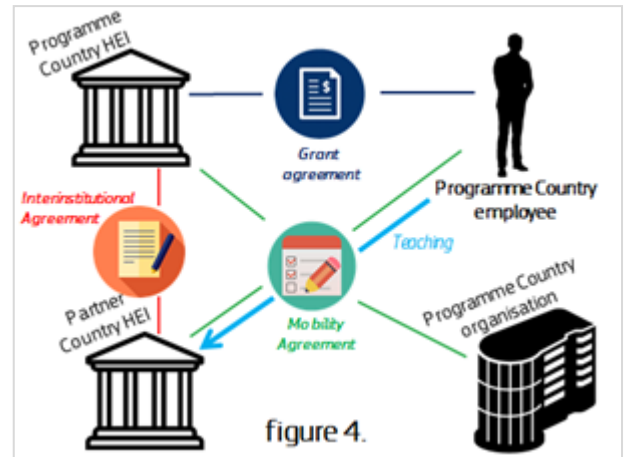 Programme
Country HEI
Grant
agreement
Programme Country
employee
Interinstitutional
Agreement
Teaching
Partner
Country HEI
Mobility
Agreement
Programme Country
organisation
figure 4.